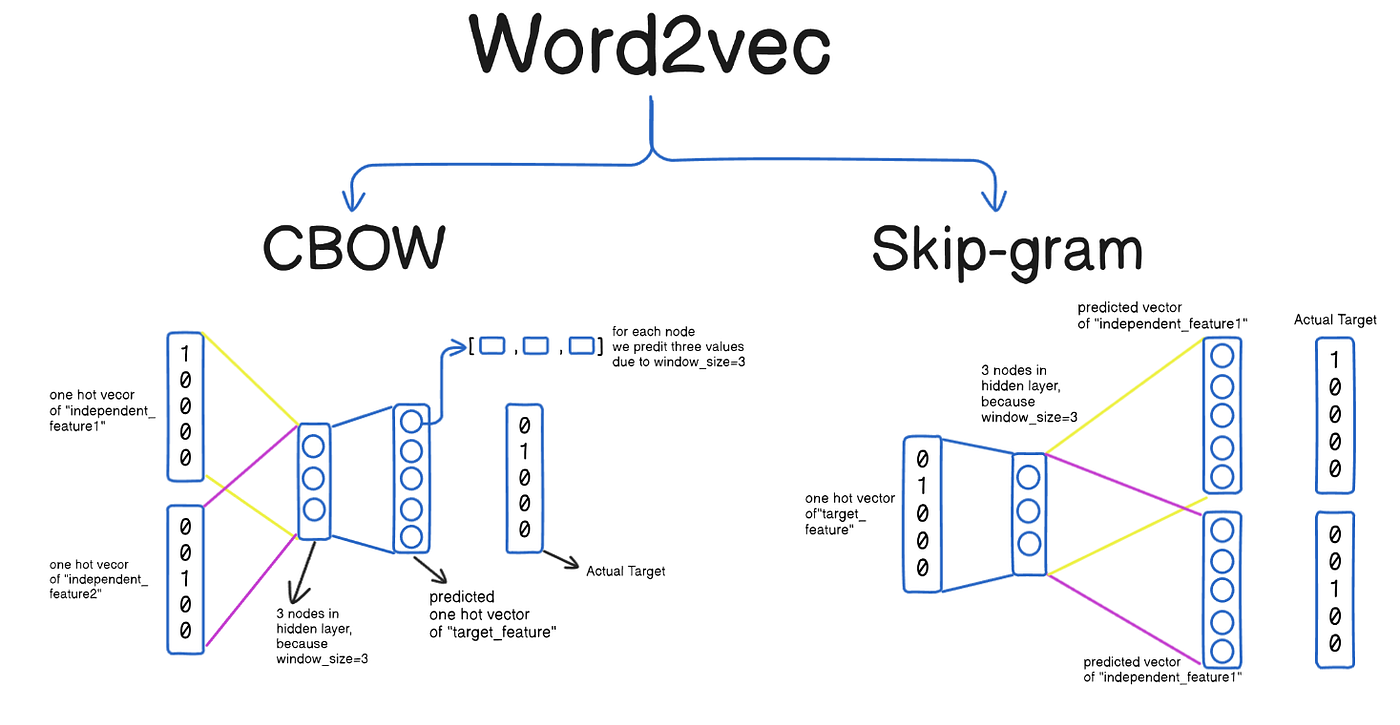 Word2vec
CBOW
Skip-gram
one hot vecor
of "independent_
feature1"
1
0
0
0
0
one hot vecor
of "independent_
feature2"
0
0
1
0
0
3 nodes in
hidden layer,
because
window_size=3
[ , , ]
for each node
we predit three values
due to window_size=3
predicted
one hot vector
of "target_feature"
0
1
0
0
0
Actual Target
one hot vector
of"target_
feature"
0
1
0
0
0
3 nodes in
hidden layer,
because
window_size=3
predicted vector
of "independent_feature1"
predicted vector
of "independent_feature1"
Actual Target
1
0
0
0
0
0
0
1
0
0